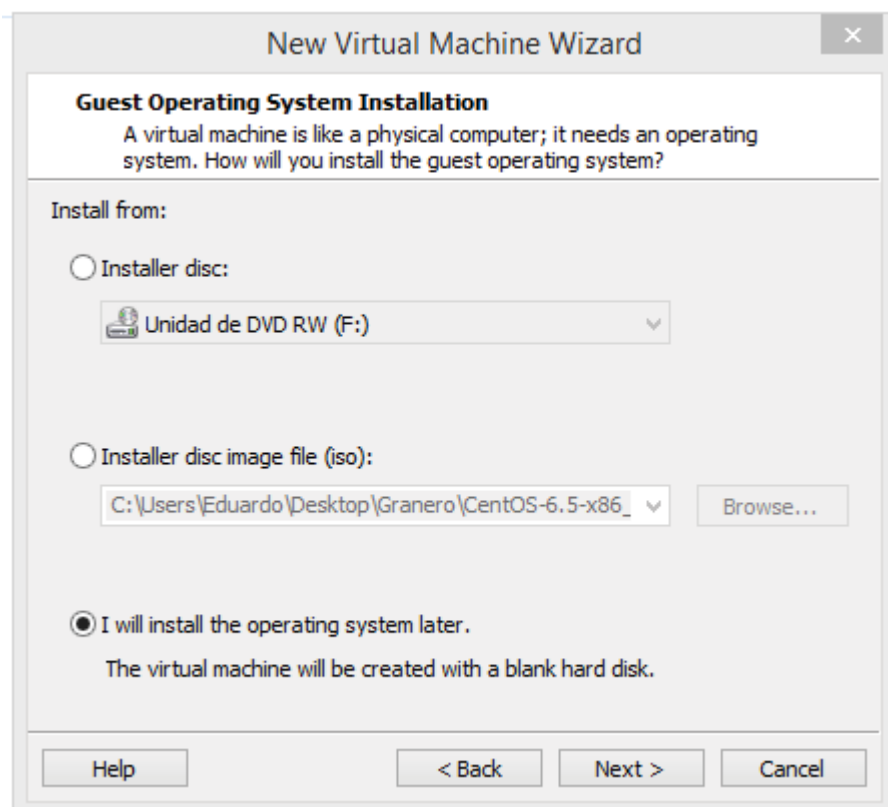 New Virtual Machine Wizard
Guest Operating System Installation
A virtual machine is like a physical computer; it needs an operating
system. How will you install the guest operating system?
Install from:
Installer disc:
Unidad de DVD RW (F:)
Installer disc image file (iso):
C:\Users\Eduardo\Desktop\Granero\CentOS-6.5-x86_
Browse...
I will install the operating system later.
The virtual machine will be created with a blank hard disk.
Help
< Back
Next >
Cancel